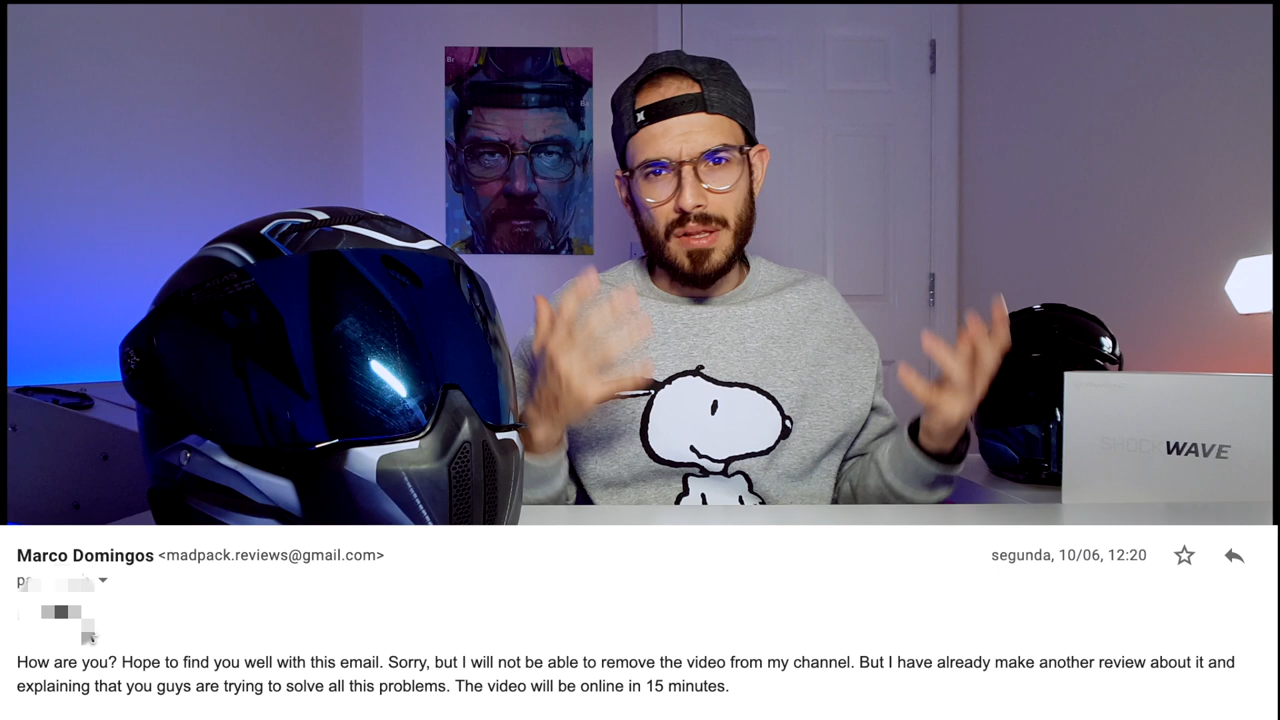 Br
Ba
SHOCKWAVE
Marco Domingos <madpack.reviews@gmail.com>
segunda, 10/06, 12:20
How are you? Hope to find you well with this email. Sorry, but I will not be able to remove the video from my channel. But I have already make another review about it and
explaining that you guys are trying to solve all this problems. The video will be online in 15 minutes.